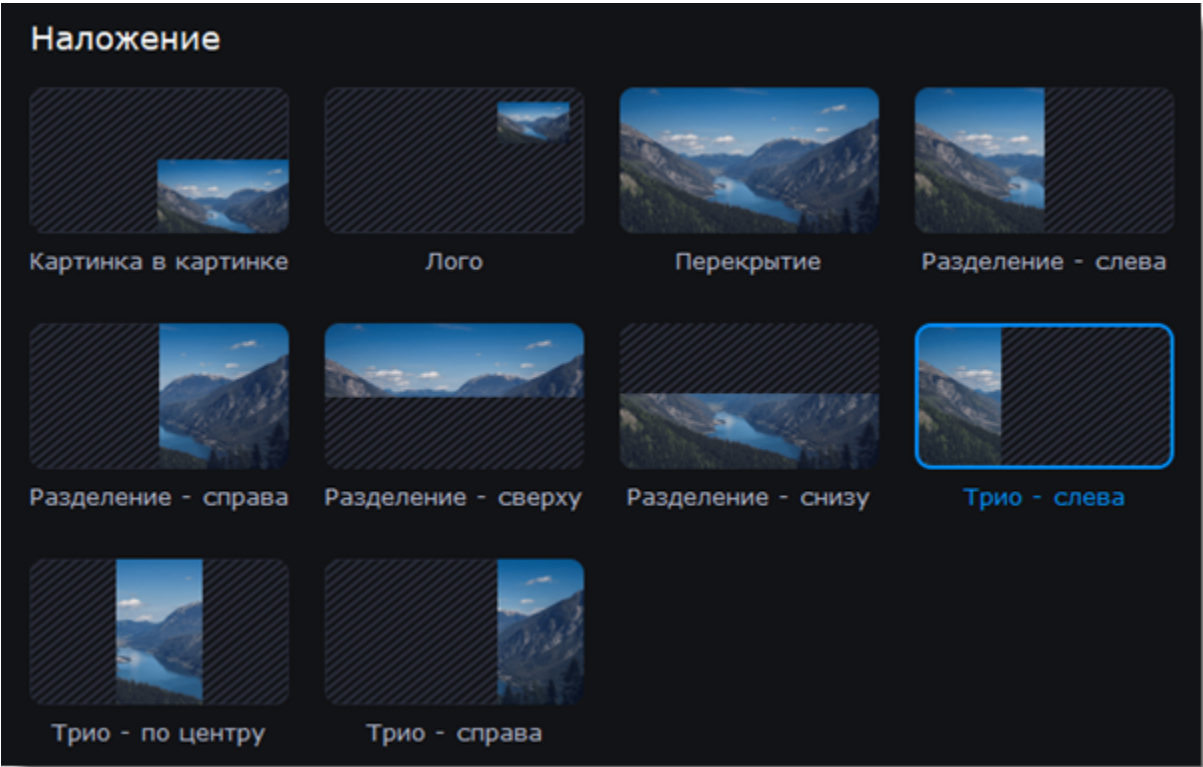 Наложение
Картинка в картинке
Лого
Перекрытие
Разделение - слева
Разделение - справа
Разделение - сверху
Разделение - снизу
Трио - слева
Трио - по центру
Трио - справа